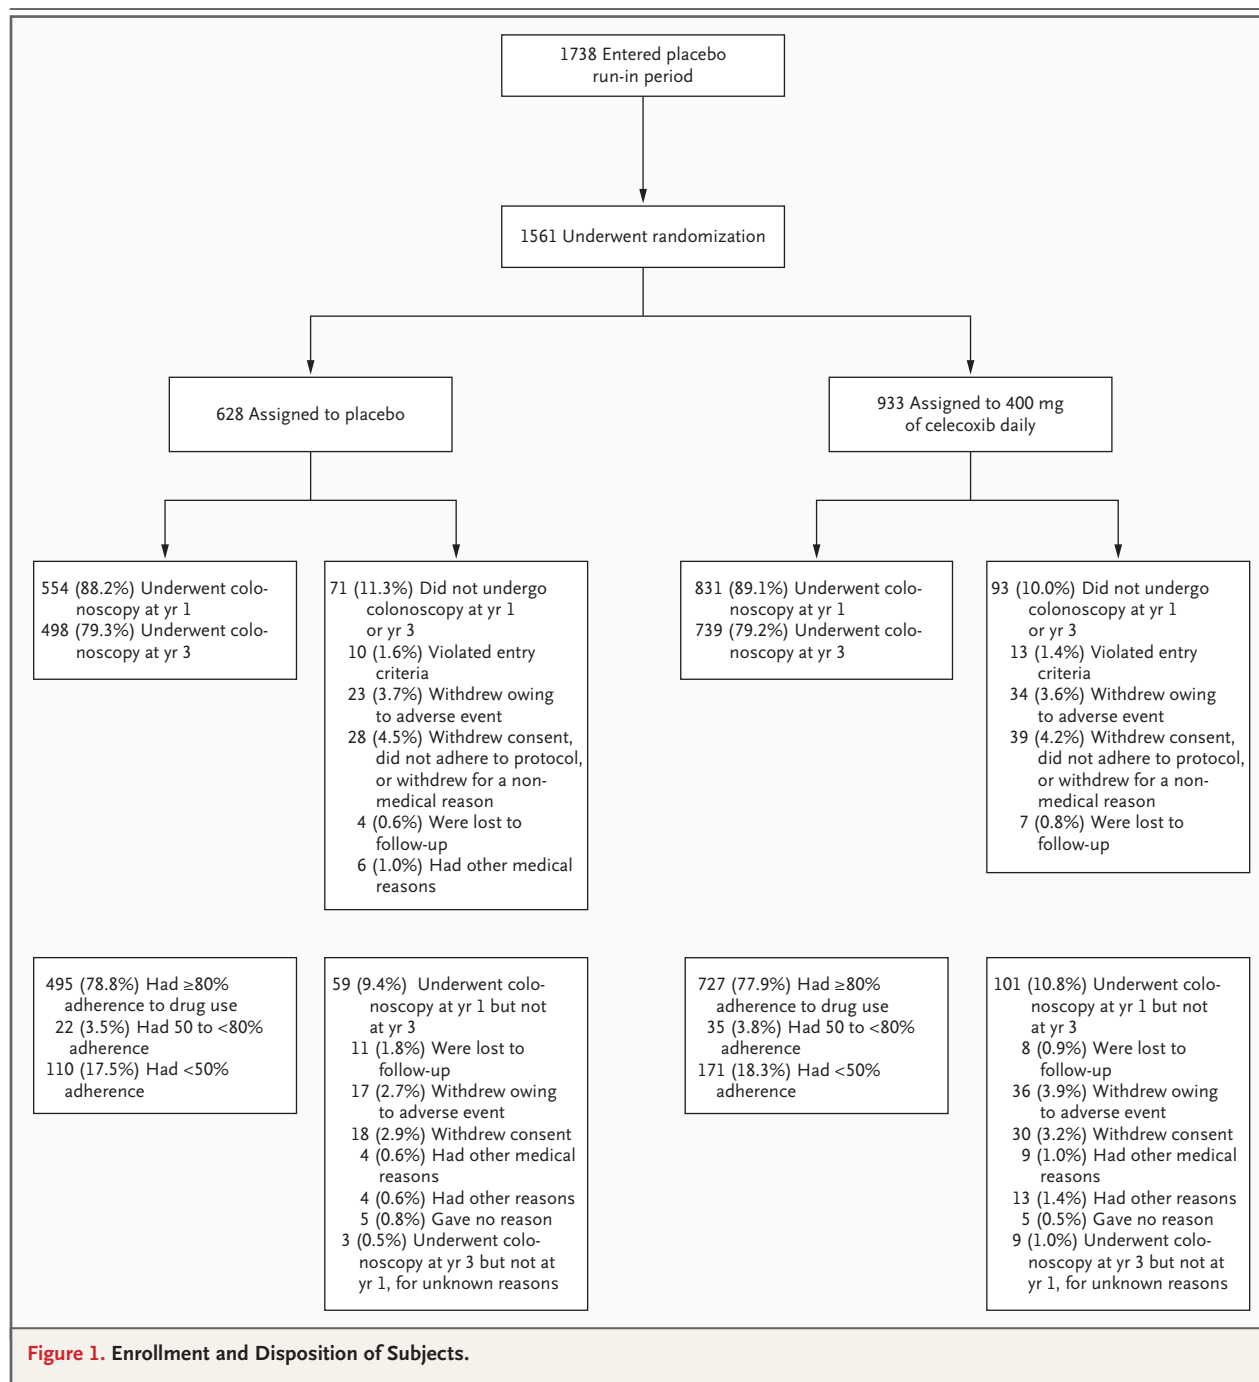 1738 Entered placebo
run-in period
1561 Underwent randomization
628 Assigned to placebo
933 Assigned to 400 mg
of celecoxib daily
554 (88.2%) Underwent colo-
noscopy at yr 1
498 (79.3%) Underwent colo-
noscopy at yr 3
71 (11.3%) Did not undergo
colonoscopy at yr 1
or yr 3
10 (1.6%) Violated entry
criteria
23 (3.7%) Withdrew owing
to adverse event
28 (4.5%) Withdrew consent,
did not adhere to protocol,
or withdrew for a non-
medical reason
4 (0.6%) Were lost to
follow-up
6 (1.0%) Had other medical
reasons
831 (89.1%) Underwent colo-
noscopy at yr 1
739 (79.2%) Underwent colo-
noscopy at yr 3
93 (10.0%) Did not undergo
colonoscopy at yr 1
or yr 3
13 (1.4%) Violated entry
criteria
34 (3.6%) Withdrew owing
to adverse event
39 (4.2%) Withdrew consent,
did not adhere to protocol,
or withdrew for a non-
medical reason
7 (0.8%) Were lost to
follow-up
495 (78.8%) Had ≥80%
adherence to drug use
22 (3.5%) Had 50 to <80%
adherence
110 (17.5%) Had <50%
adherence
59 (9.4%) Underwent colo-
noscopy at yr 1 but not
at yr 3
11 (1.8%) Were lost to
follow-up
17 (2.7%) Withdrew owing
to adverse event
18 (2.9%) Withdrew consent
4 (0.6%) Had other medical
reasons
4 (0.6%) Had other reasons
5 (0.8%) Gave no reason
3 (0.5%) Underwent colo-
noscopy at yr 3 but not at
yr 1, for unknown reasons
727 (77.9%) Had ≥80%
adherence to drug use
35 (3.8%) Had 50 to <80%
adherence
171 (18.3%) Had <50%
adherence
101 (10.8%) Underwent colo-
noscopy at yr 1 but not
at yr 3
8 (0.9%) Were lost to
follow-up
36 (3.9%) Withdrew owing
to adverse event
30 (3.2%) Withdrew consent
9 (1.0%) Had other medical
reasons
13 (1.4%) Had other reasons
5 (0.5%) Gave no reason
9 (1.0%) Underwent colo-
noscopy at yr 3 but not at
yr 1, for unknown reasons
Figure 1. Enrollment and Disposition of Subjects.